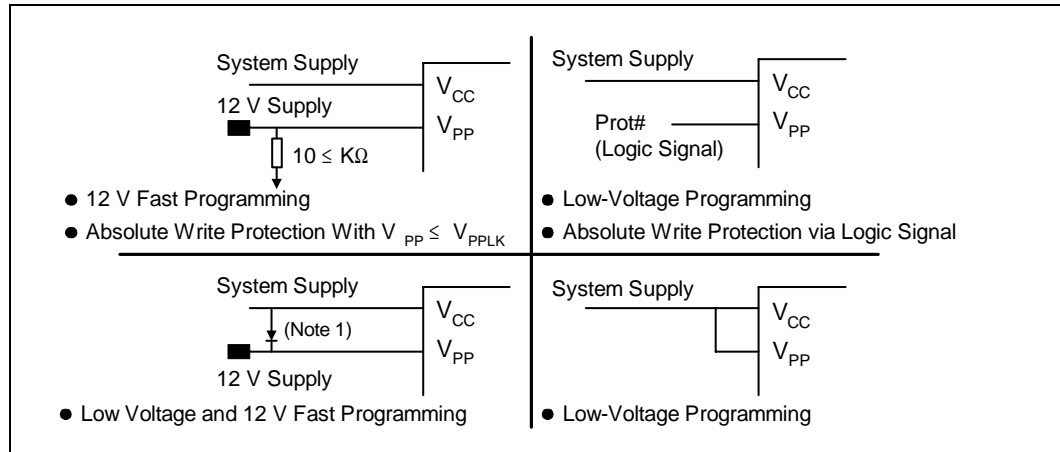 System Supply
V CC
12 V Supply
V PP
10 ≤ KΩ
● 12 V Fast Programming
● Absolute Write Protection With V PP ≤ V PPLK
System Supply
V CC
Prot#
V PP
(Logic Signal)
● Low-Voltage Programming
● Absolute Write Protection via Logic Signal
System Supply
V CC
(Note 1)
V PP
12 V Supply
● Low Voltage and 12 V Fast Programming
System Supply
V CC
V PP
● Low-Voltage Programming